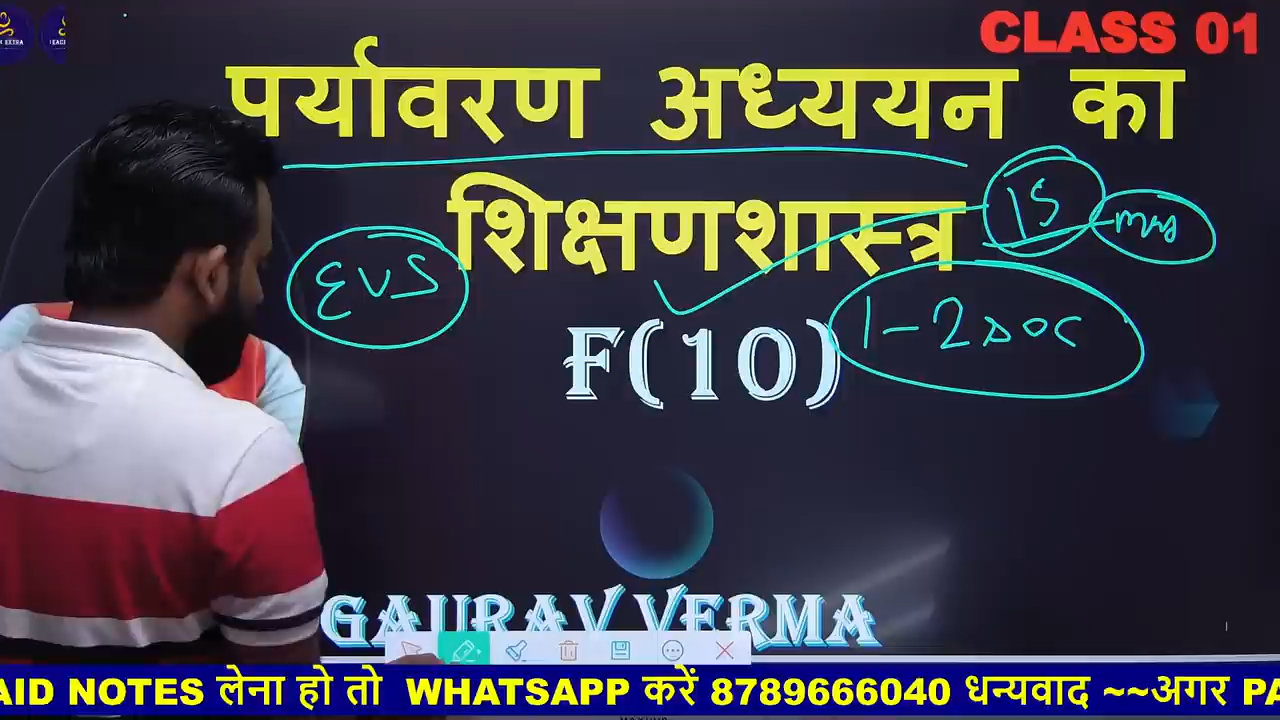 CLASS 01
पर्यावरण अध्ययन का
शिक्षणशास्त्र
15
EVS
F(10)
GAURAV VERMA
AID NOTES लेना हो तो WHATSAPP करें 8789666040 धन्यवाद ~~अगर PA